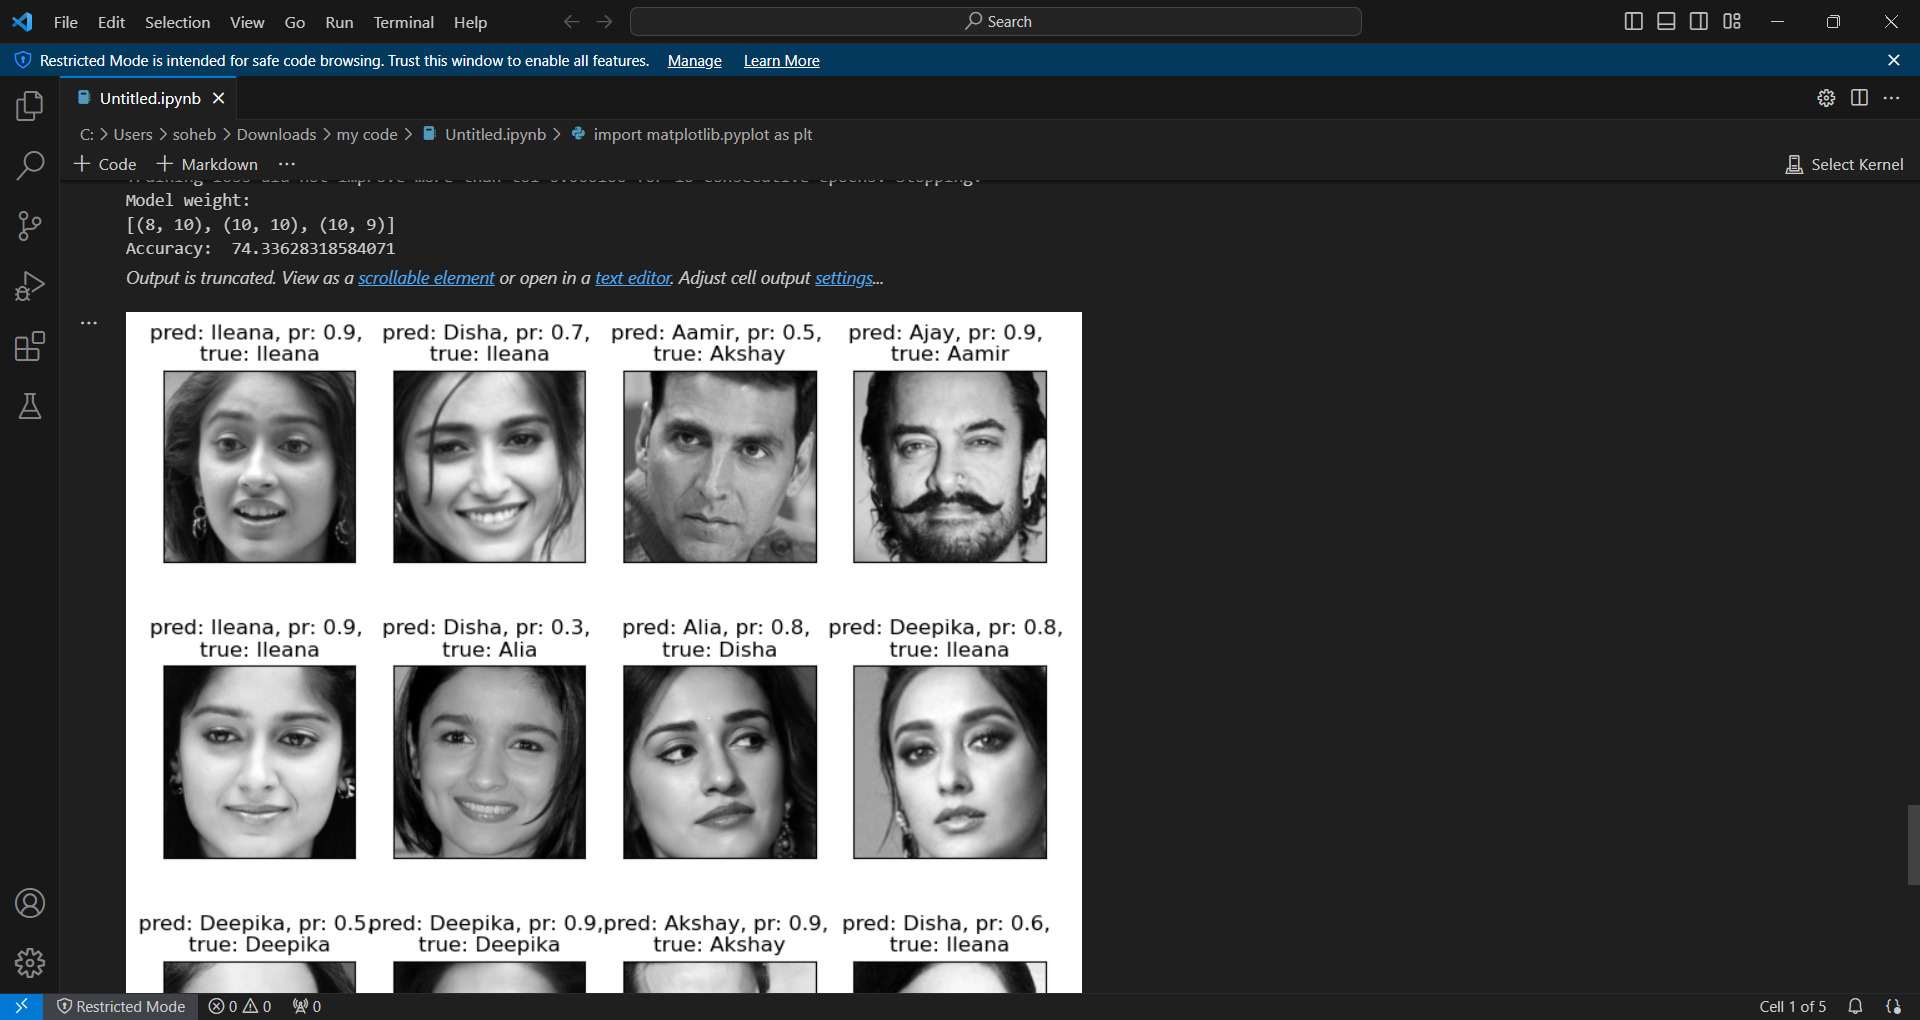 File Edit Selection View Go Run Terminal Help
Search
Restricted Mode is intended for safe code browsing. Trust this window to enable all features. Manage Learn More
Untitled.ipynb
C: > Users > soheb > Downloads > my code > Untitled.ipynb > import matplotlib.pyplot as plt
+ Code + Markdown ...
Select Kernel
Model weight:
[(8, 10), (10, 10), (10, 9)]
Accuracy: 74.33628318584071
Output is truncated. View as a scrollable element or open in a text editor. Adjust cell output settings...
pred: Ileana, pr: 0.9,
true: Ileana
pred: Disha, pr: 0.7,
true: Ileana
pred: Aamir, pr: 0.5,
true: Akshay
pred: Ajay, pr: 0.9,
true: Aamir
pred: Ileana, pr: 0.9,
true: Ileana
pred: Disha, pr: 0.3,
true: Alia
pred: Alia, pr: 0.8,
true: Disha
pred: Deepika, pr: 0.8,
true: Ileana
pred: Deepika, pr: 0.5,
true: Deepika
pred: Deepika, pr: 0.9,
true: Deepika
pred: Akshay, pr: 0.9,
true: Akshay
pred: Disha, pr: 0.6,
true: Ileana
Restricted Mode 0 0 0
Cell 1 of 5